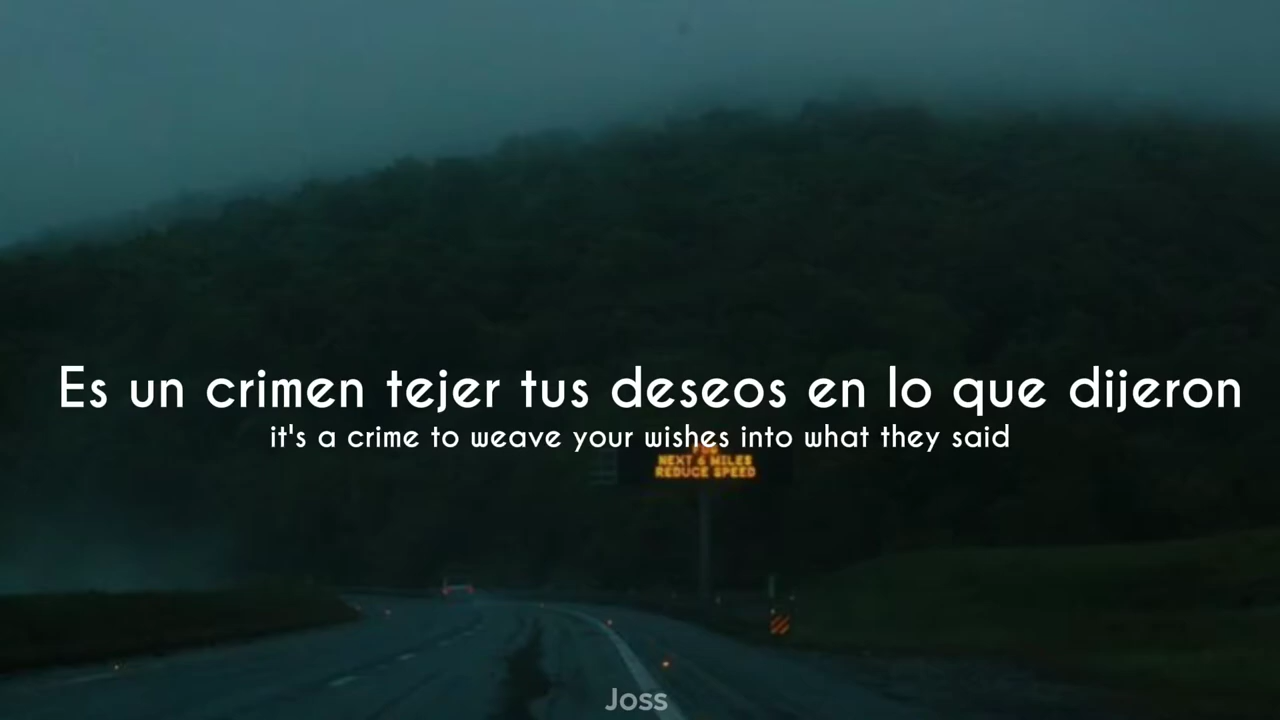 Es un crimen tejer tus deseos en lo que dijeron
it's a crime to weave your wishes into what they said
FOG
NEXT 6 MILES
REDUCE SPEED
Joss